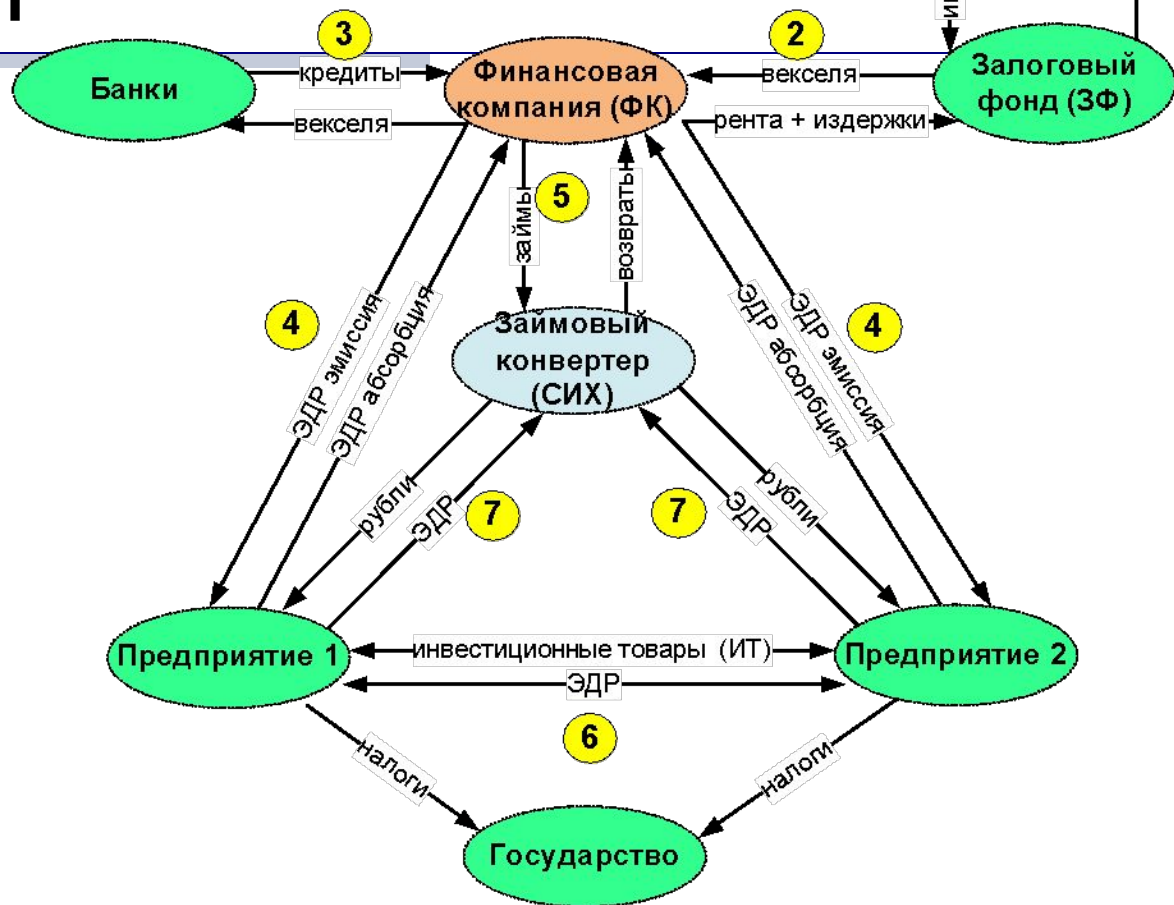 3
2
Банки
кредиты
Финансовая
компания (ФК)
векселя
Залоговый
фонд (ЗФ)
векселя
рента + издержки
займы
5
возвраты
4
ЭДР эмиссия
ЭДР абсорбция
Займовый
конвертер
(СИХ)
ЭДР абсорбция
ЭДР эмиссия
4
рубли
ЭДР
7
7
ЭДР
рубли
Предприятие 1
инвестиционные товары (ИТ)
Предприятие 2
ЭДР
6
налоги
налоги
Государство